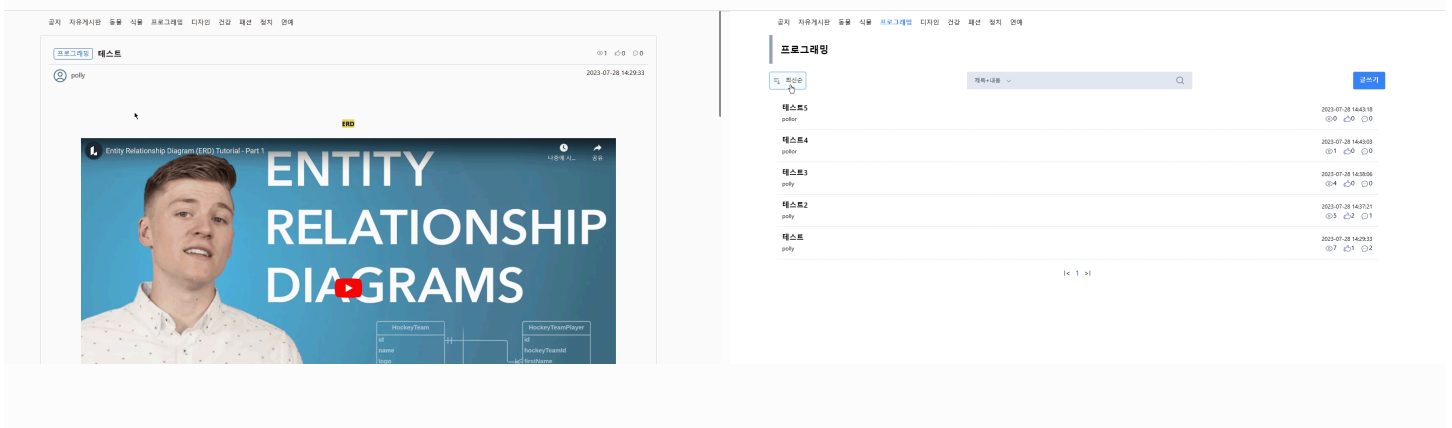 공지 자유게시판 동물 식물 프로그래밍 디자인 건강 패션 정치 연예
프로그래밍 테스트
1 0 0
polly
2023-07-28 14:29:33
ERD
Entity Relationship Diagram (ERD) Tutorial - Part 1
나중에 시...
공유
ENTITY
RELATIONSHIP
DIAGRAMS
HockeyTeam
id
name
logo
HockeyTeamPlayer
id
hockeyTeamId
firstName
공지 자유게시판 동물 식물 프로그래밍 디자인 건강 패션 정치 연예
프로그래밍
최신순
제목+내용
글쓰기
테스트5
pollor
2023-07-28 14:43:18
0 0 0
테스트4
pollor
2023-07-28 14:43:03
1 0 0
테스트3
polly
2023-07-28 14:38:06
4 0 0
테스트2
polly
2023-07-28 14:37:21
5 2 1
테스트
polly
2023-07-28 14:29:33
7 1 2
|< 1 >|